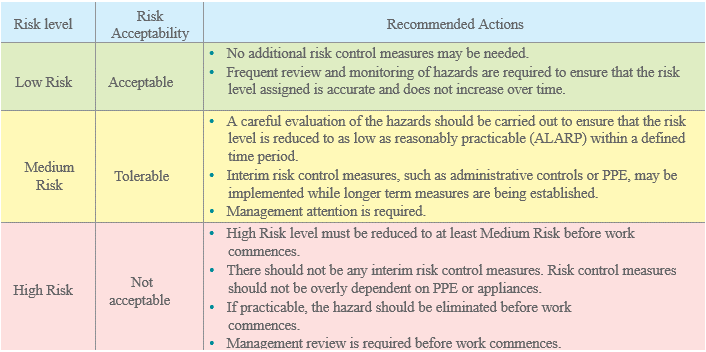 Risk level
Risk
Acceptability
Recommended Actions
Low Risk
Acceptable
• No additional risk control measures may be needed.
• Frequent review and monitoring of hazards are required to ensure that the risk
level assigned is accurate and does not increase over time.
Medium
Risk
Tolerable
• A careful evaluation of the hazards should be carried out to ensure that the risk
level is reduced to as low as reasonably practicable (ALARP) within a defined
time period.
• Interim risk control measures, such as administrative controls or PPE, may be
implemented while longer term measures are being established.
• Management attention is required.
High Risk
Not
acceptable
• High Risk level must be reduced to at least Medium Risk before work
commences.
• There should not be any interim risk control measures. Risk control measures
should not be overly dependent on PPE or appliances.
• If practicable, the hazard should be eliminated before work
commences.
• Management review is required before work commences.